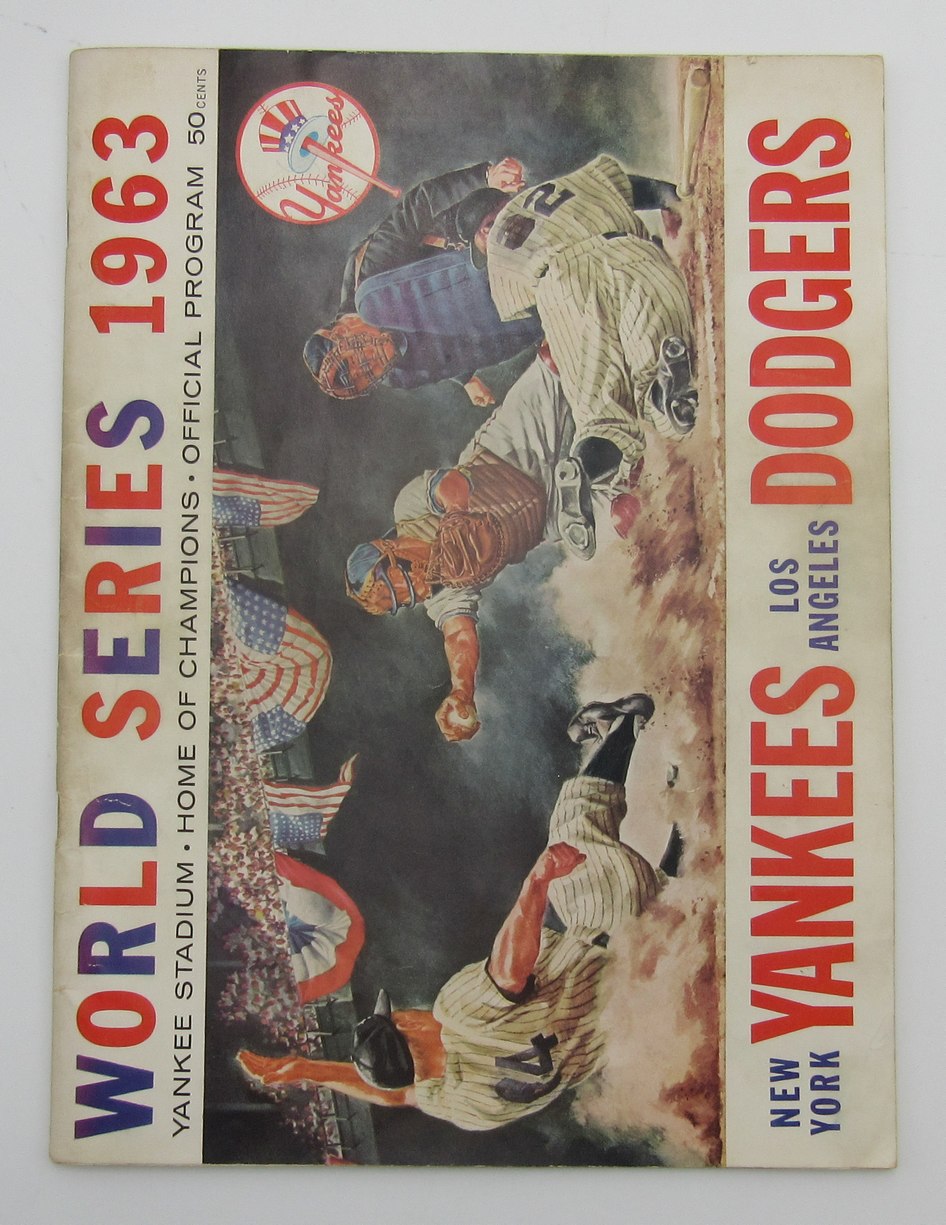 WORLD SERIES 1963
YANKEE STADIUM • HOME OF CHAMPIONS • OFFICIAL PROGRAM 50 CENTS
Yankees
NEW YORK YANKEES LOS ANGELES DODGERS